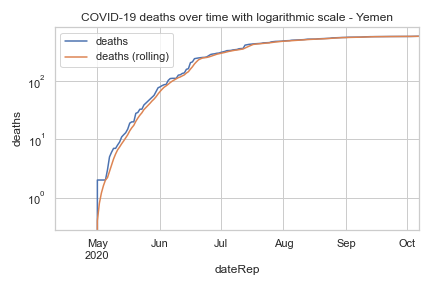 COVID-19 deaths over time with logarithmic scale - Yemen
deaths
deaths (rolling)
deaths
10²
10¹
10⁰
May Jun Jul Aug Sep Oct
2020
dateRep